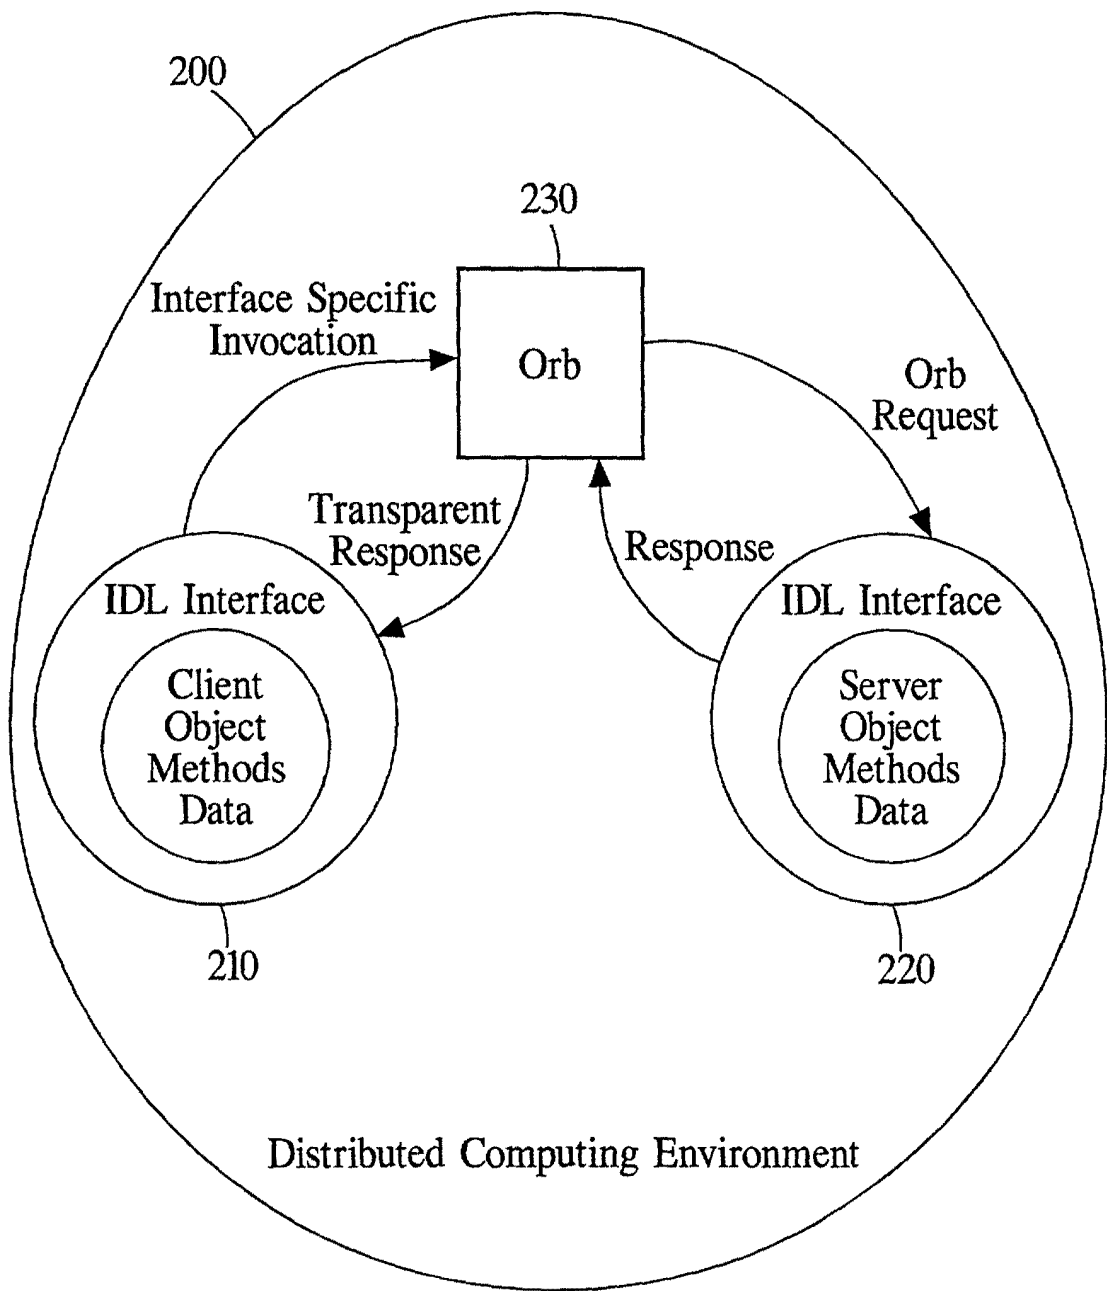 200
230
Interface Specific
Invocation
Orb
Orb
Request
Transparent
Response
Response
IDL Interface
Client
Object
Methods
Data
IDL Interface
Server
Object
Methods
Data
210
220
Distributed Computing Environment